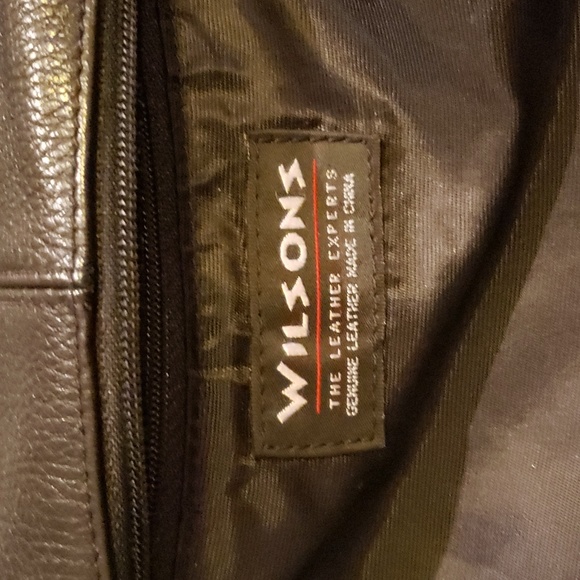 WILSONS
THE LEATHER EXPERTS
GENUINE LEATHER MADE IN CHINA